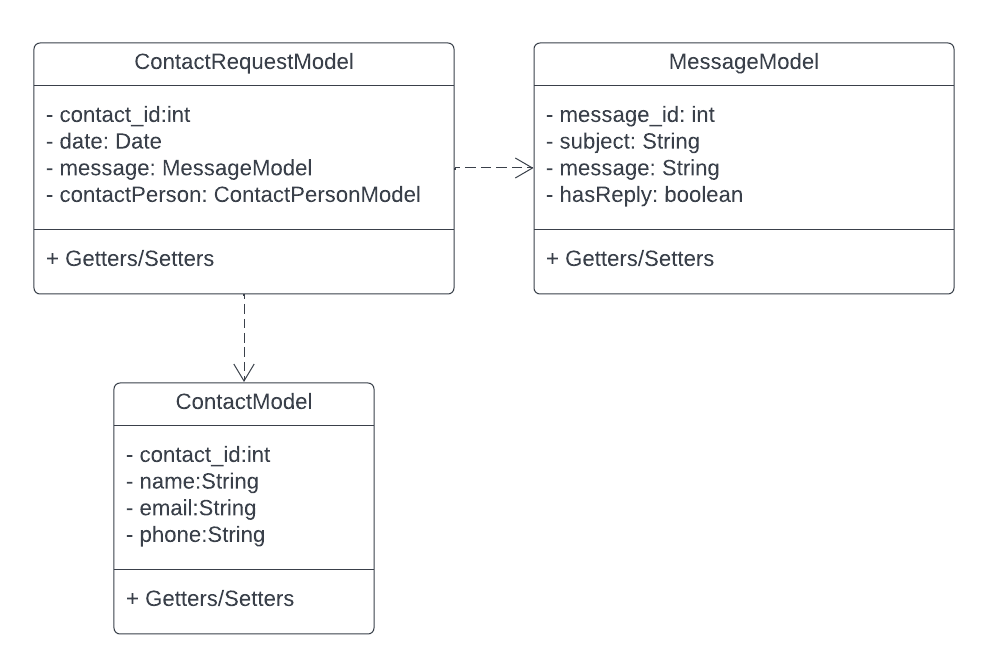 ContactRequestModel
- contact_id:int
- date: Date
- message: MessageModel
- contactPerson: ContactPersonModel
+ Getters/Setters
MessageModel
- message_id: int
- subject: String
- message: String
- hasReply: boolean
+ Getters/Setters
ContactModel
- contact_id:int
- name:String
- email:String
- phone:String
+ Getters/Setters